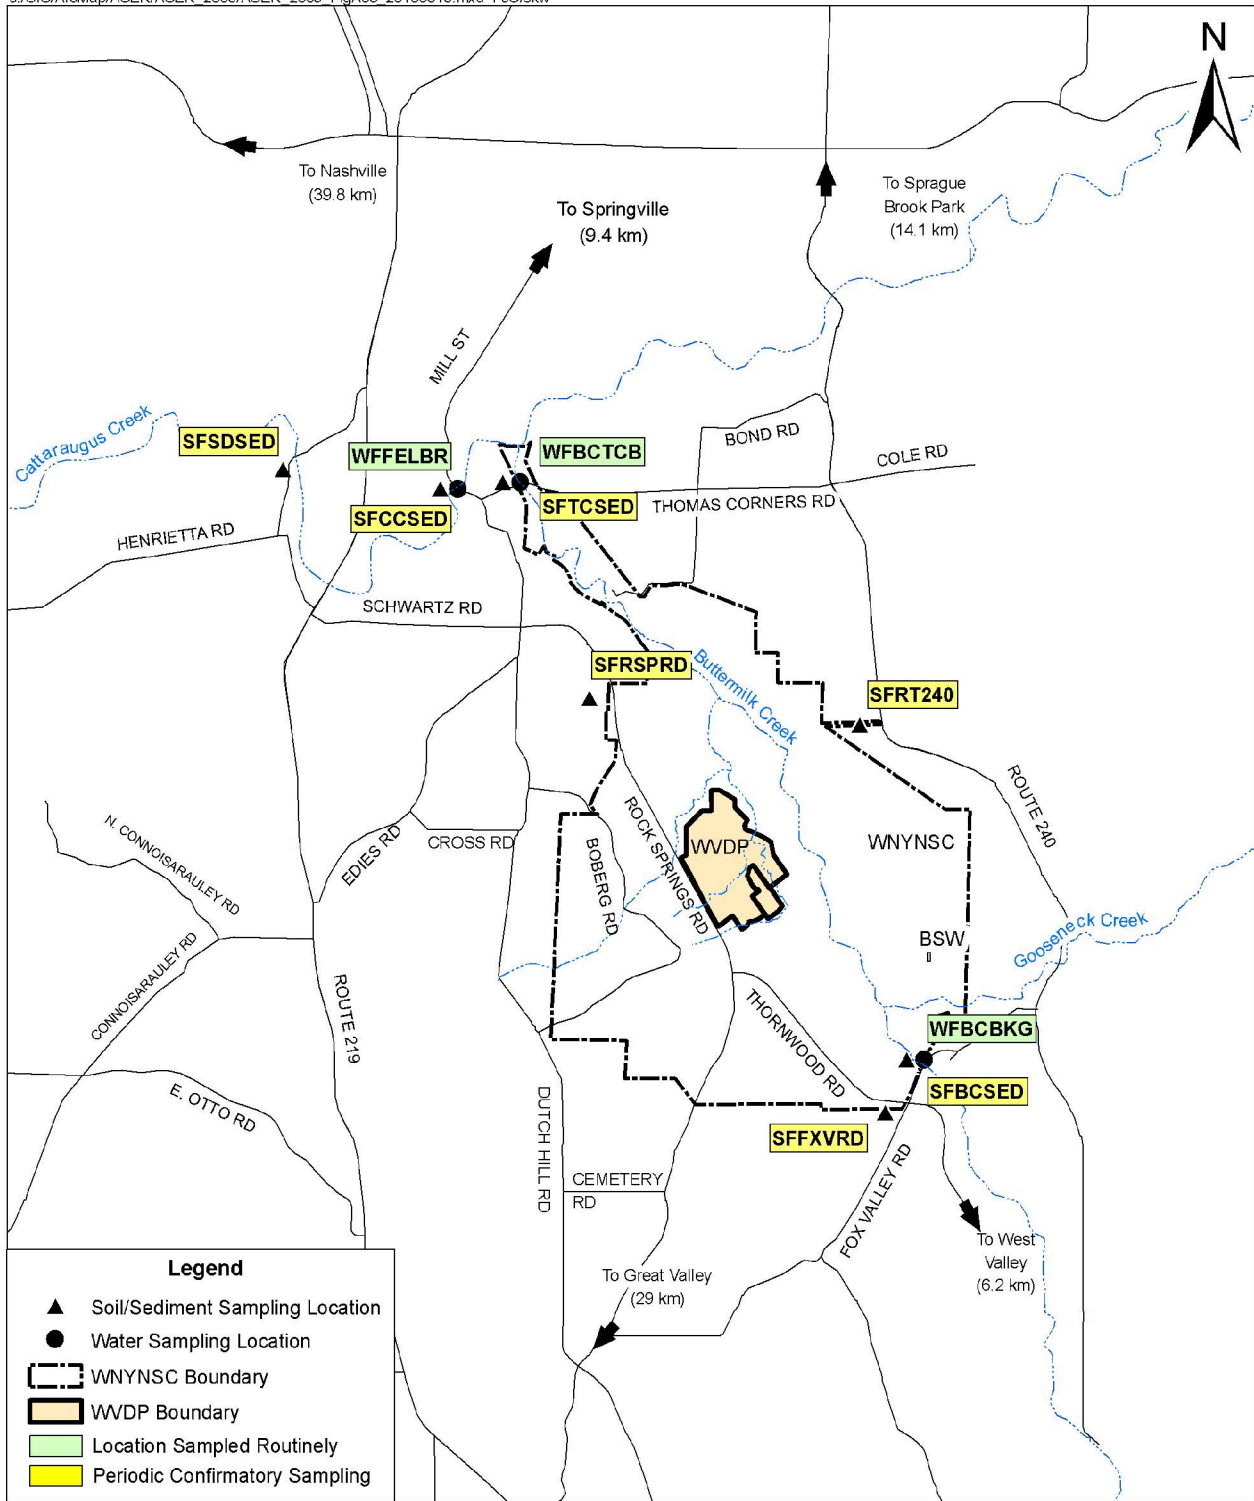 N
To Nashville
(39.8 km)
To Springville
(9.4 km)
To Sprague
Brook Park
(14.1 km)
MILL ST
Cattaraugus Creek
SFSDSED
WFFELBR
WFBCTCB
BOND RD
COLE RD
SFCCSED
SFTCSED
THOMAS CORNERS RD
HENRIETTA RD
SCHWARTZ RD
SFRSPRD
Buttermilk Creek
SFRT240
ROUTE 240
N. CONNOISARAULEY RD
EDIES RD
CROSS RD
BOBERG RD
ROCK SPRINGS RD
WVDP
WNYNSC
BSW
Gooseneck Creek
CONNOISARAULEY RD
ROUTE 219
THORNWOOD RD
WFBCBKG
SFBCSED
E. OTTO RD
DUTCH HILL RD
SFFXVRD
CEMETERY
RD
FOX VALLEY RD
To West
Valley
(6.2 km)
To Great Valley
(29 km)
Legend
Soil/Sediment Sampling Location
Water Sampling Location
WNYNSC Boundary
WVDP Boundary
Location Sampled Routinely
Periodic Confirmatory Sampling